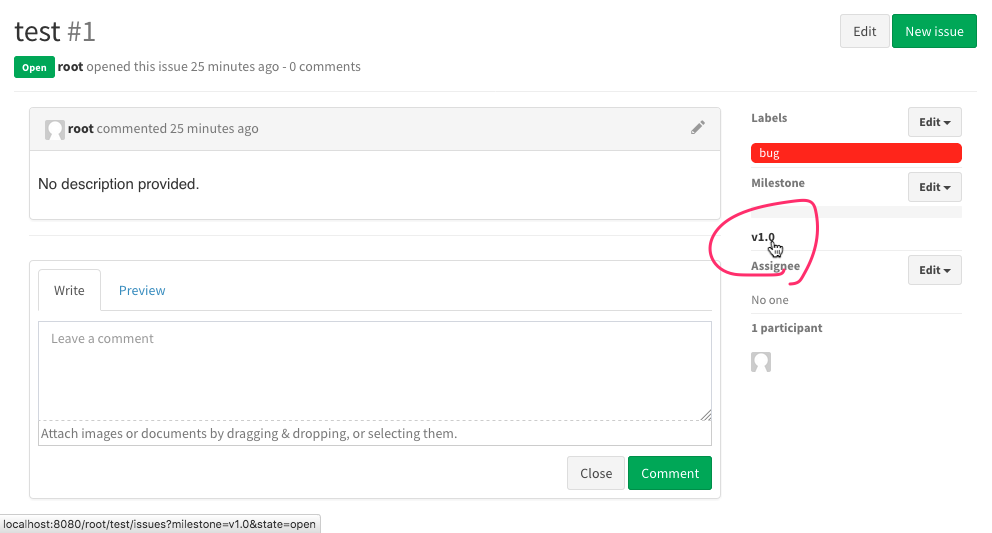 test #1
Edit
New issue
Open root opened this issue 25 minutes ago - 0 comments
root commented 25 minutes ago
No description provided.
Write
Preview
Leave a comment
Attach images or documents by dragging & dropping, or selecting them.
Close
Comment
Labels
Edit
bug
Milestone
Edit
v1.0
Assignee
Edit
No one
1 participant
localhost:8080/root/test/issues?milestone=v1.0&state=open